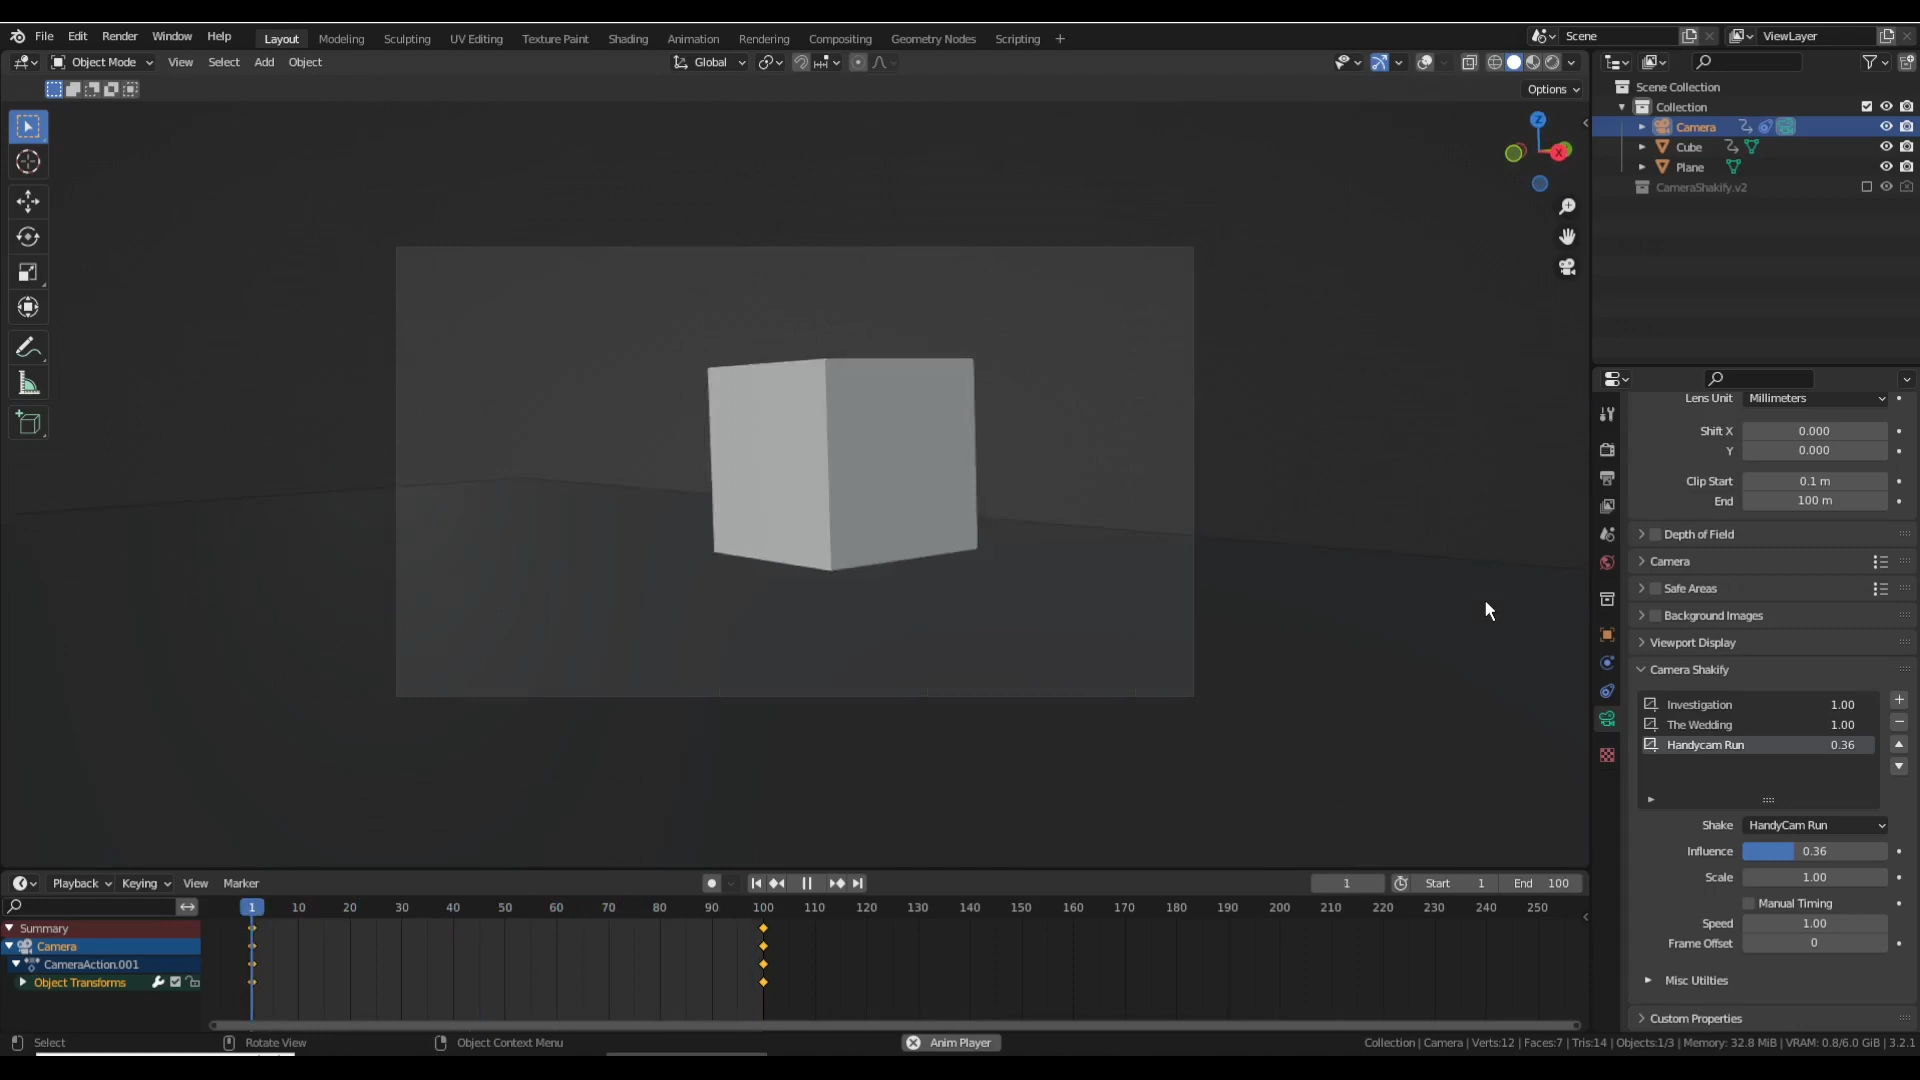 File Edit Render Window Help Layout Modeling Sculpting UV Editing Texture Paint Shading Animation Rendering Compositing Geometry Nodes Scripting + Scene ViewLayer
Object Mode View Select Add Object Global
Options
Scene Collection
Collection
Camera
Cube
Plane
CameraShakify.v2
Z
X
Lens Unit Millimeters
Shift X 0.000
Y 0.000
Clip Start 0.1 m
End 100 m
Depth of Field
Camera
Safe Areas
Background Images
Viewport Display
Camera Shakify
Investigation 1.00
The Wedding 1.00
Handycam Run 0.36
Shake HandyCam Run
Influence 0.36
Scale 1.00
Manual Timing
Speed 1.00
Frame Offset 0
Misc Utilties
Custom Properties
Playback Keying View Marker 1 Start 1 End 100
1 10 20 30 40 50 60 70 80 90 100 110 120 130 140 150 160 170 180 190 200 210 220 230 240 250
Summary
Camera
CameraAction.001
Object Transforms
Select Rotate View Object Context Menu Anim Player Collection | Camera | Verts:12 | Faces:7 | Tris:14 | Objects:1/3 | Memory: 32.8 MiB | VRAM: 0.8/6.0 GiB | 3.2.1